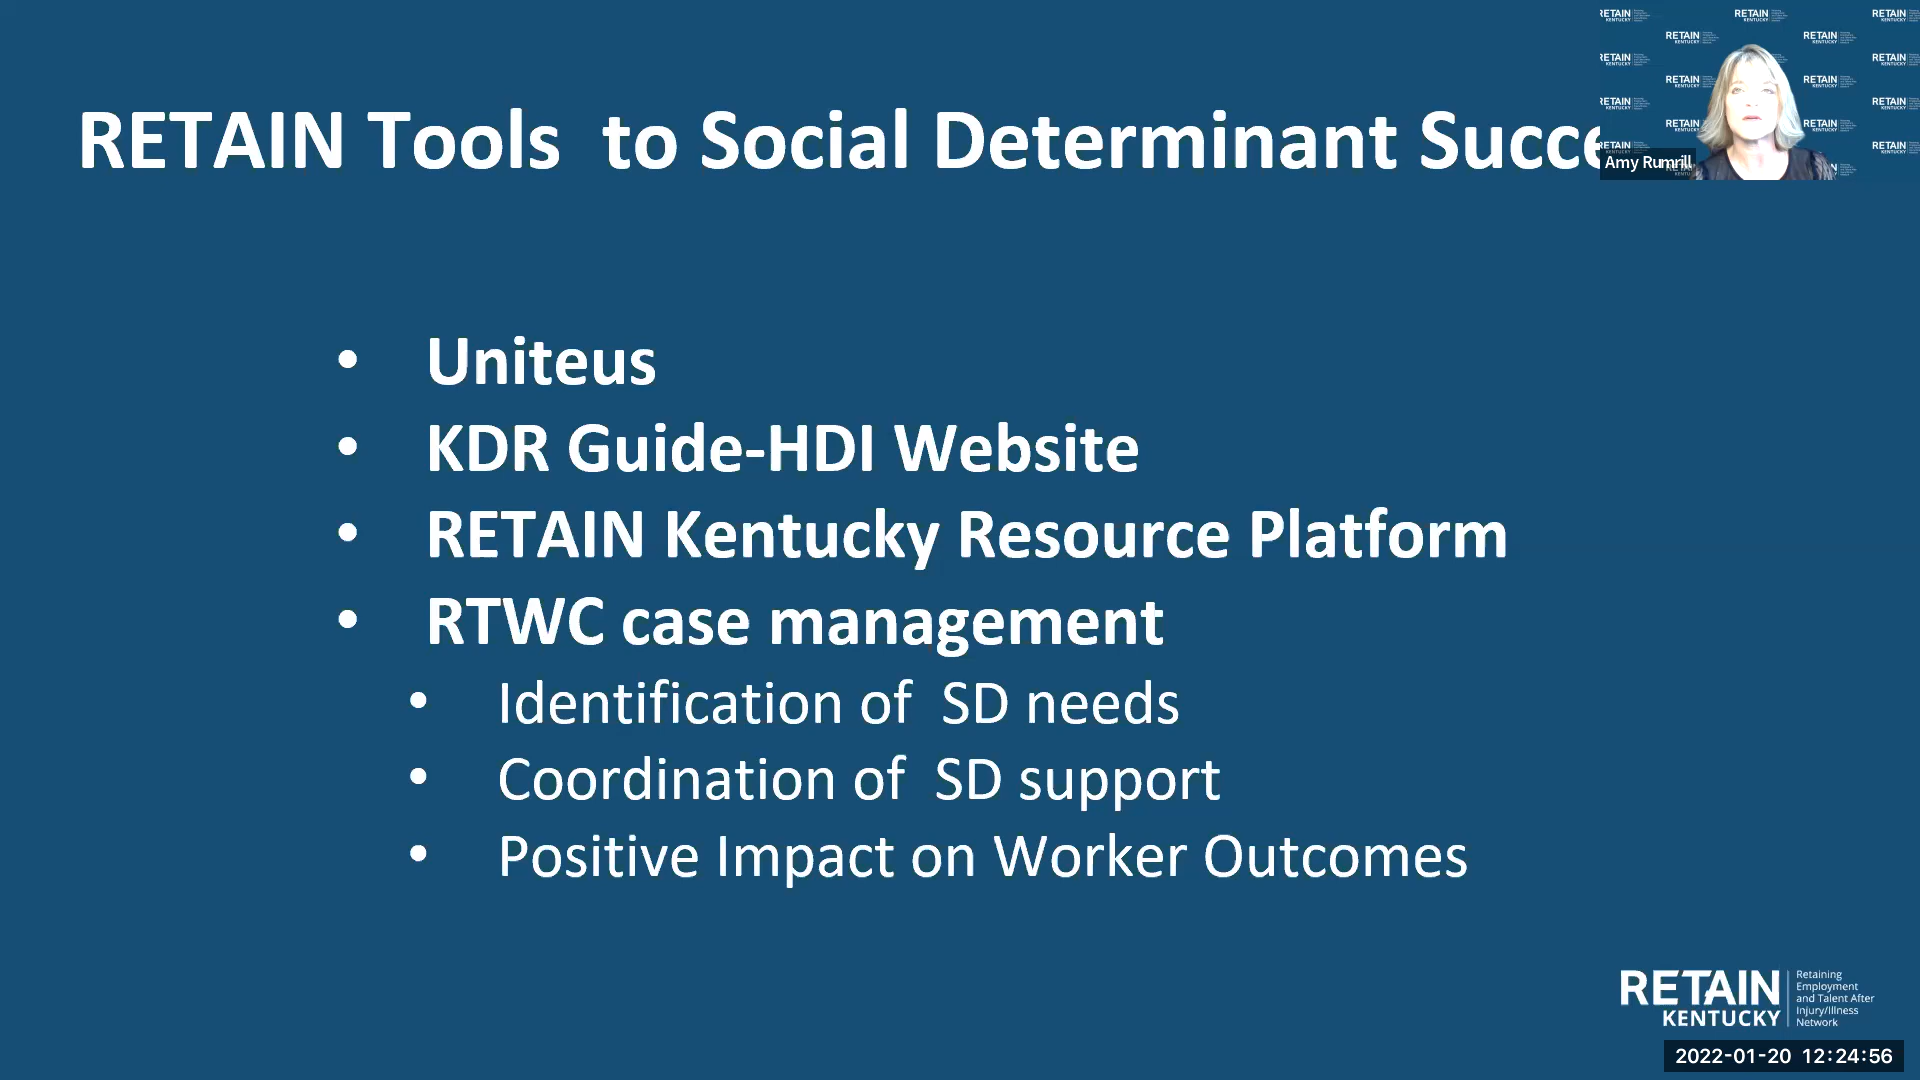 RETAIN Tools  to Social Determinant Succe
Amy Rumrill
• Uniteus
• KDR Guide-HDI Website
• RETAIN Kentucky Resource Platform
• RTWC case management
• Identification of  SD needs
• Coordination of  SD support
• Positive Impact on Worker Outcomes
RETAIN
KENTUCKY
Retaining
Employment
and Talent After
Injury/Illness
Network
2022-01-20 12:24:56